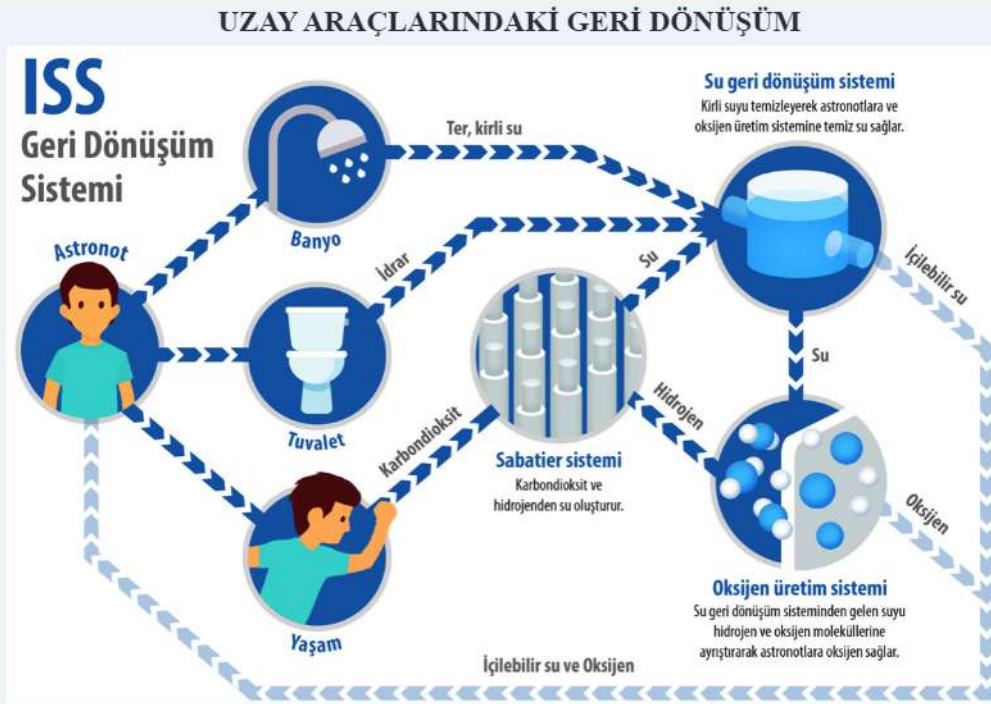 UZAY ARAÇLARINDAKİ GERİ DÖNÜŞÜM
ISS
Geri Dönüşüm
Sistemi
Astronot
Banyo
Ter, kirli su
Su geri dönüşüm sistemi
Kirli suyu temizleyerek astronotlara ve
oksijen üretim sistemine temiz su sağlar.
İdrar
Tuvalet
Su
İçilebilir su
Su
Karbondioksit
Yaşam
Sabatier sistemi
Karbondioksit ve
hidrojenden su oluşturur.
Hidrojen
Oksijen
Oksijen üretim sistemi
Su geri dönüşüm sisteminden gelen suyu
hidrojen ve oksijen moleküllerine
ayrıştırarak astronotlara oksijen sağlar.
İçilebilir su ve Oksijen